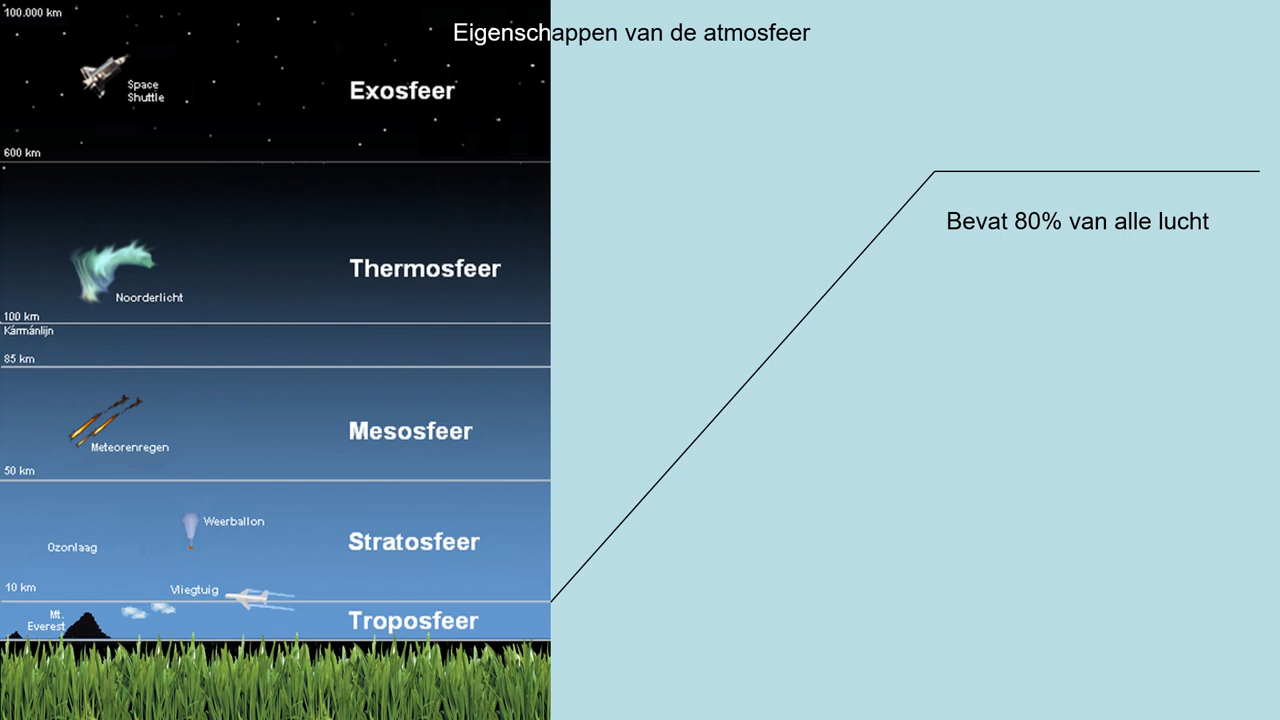 Eigenschappen van de atmosfeer
100.000 km
Space
Shuttle
Exosfeer
600 km
Thermosfeer
Noorderlicht
100 km
Kármánlijn
85 km
Mesosfeer
Meteorenregen
50 km
Weerballon
Stratosfeer
Ozonlaag
10 km
Vliegtuig
Mt.
Everest
Troposfeer
Bevat 80% van alle lucht